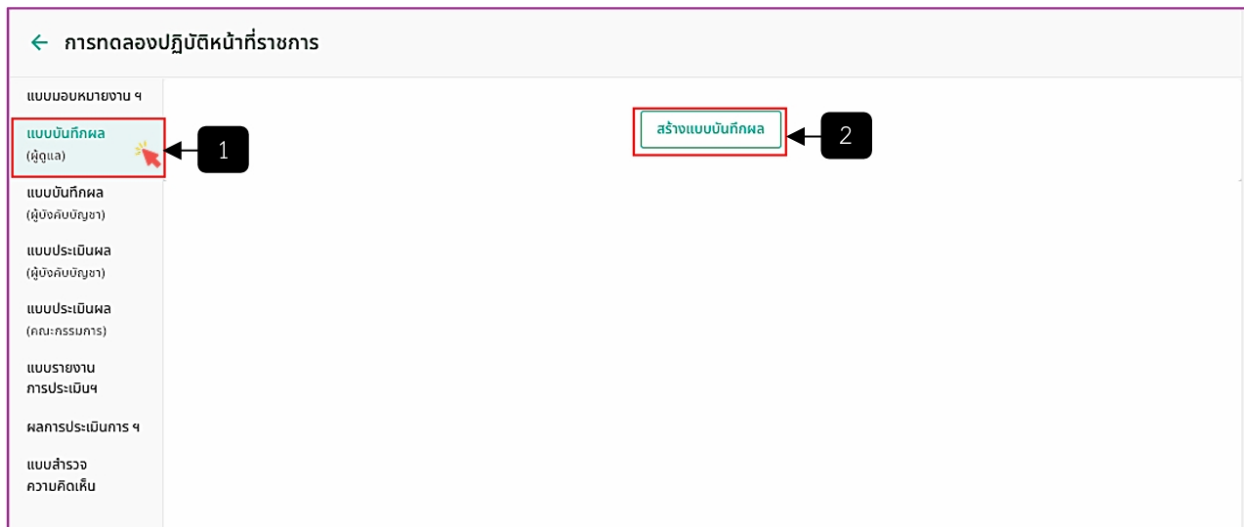 ← การทดลองปฏิบัติหน้าที่ราชการ
แบบมอบหมายงาน ฯ
แบบบันทึกผล
(ผู้ดูแล)
1
สร้างแบบบันทึกผล
2
แบบบันทึกผล
(ผู้บังคับบัญชา)
แบบประเมินผล
(ผู้บังคับบัญชา)
แบบประเมินผล
(คณะกรรมการ)
แบบรายงาน
การประเมินฯ
ผลการประเมินการ ฯ
แบบสำรวจ
ความคิดเห็น